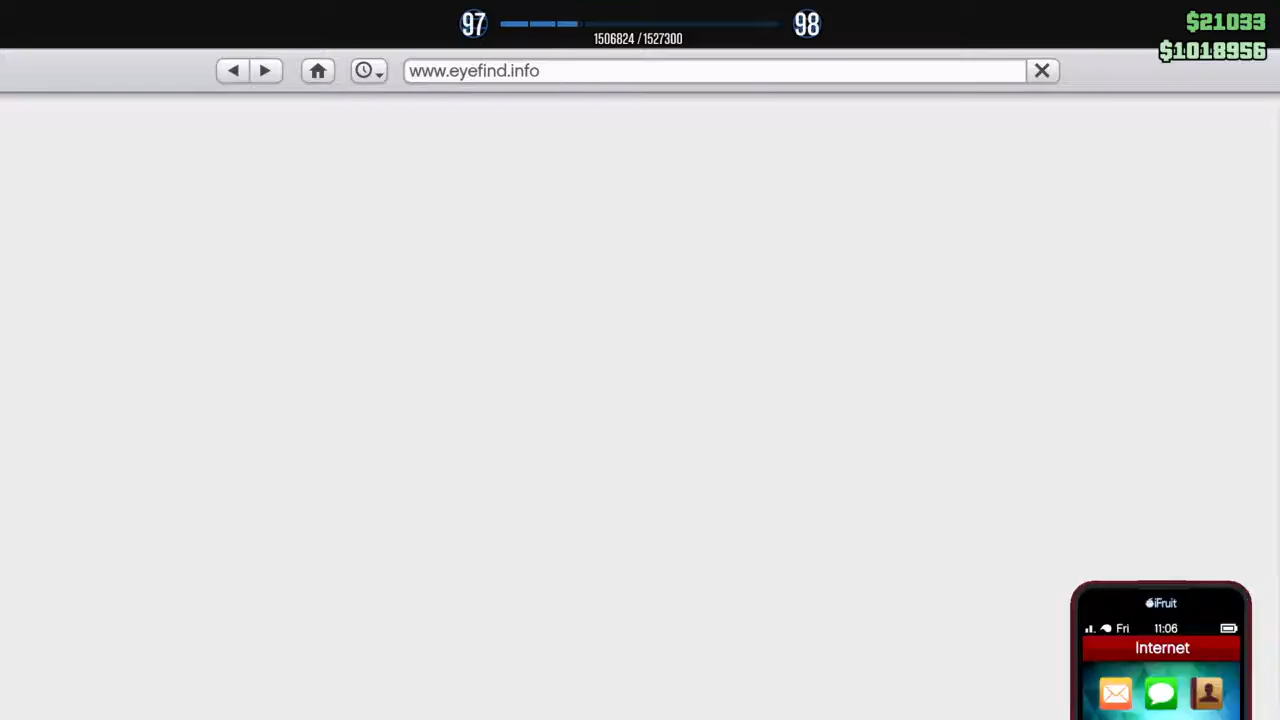 97
98
1506824 / 1527300
$21033
$1018956
www.eyefind.info
iFruit
Fri 11:06
Internet